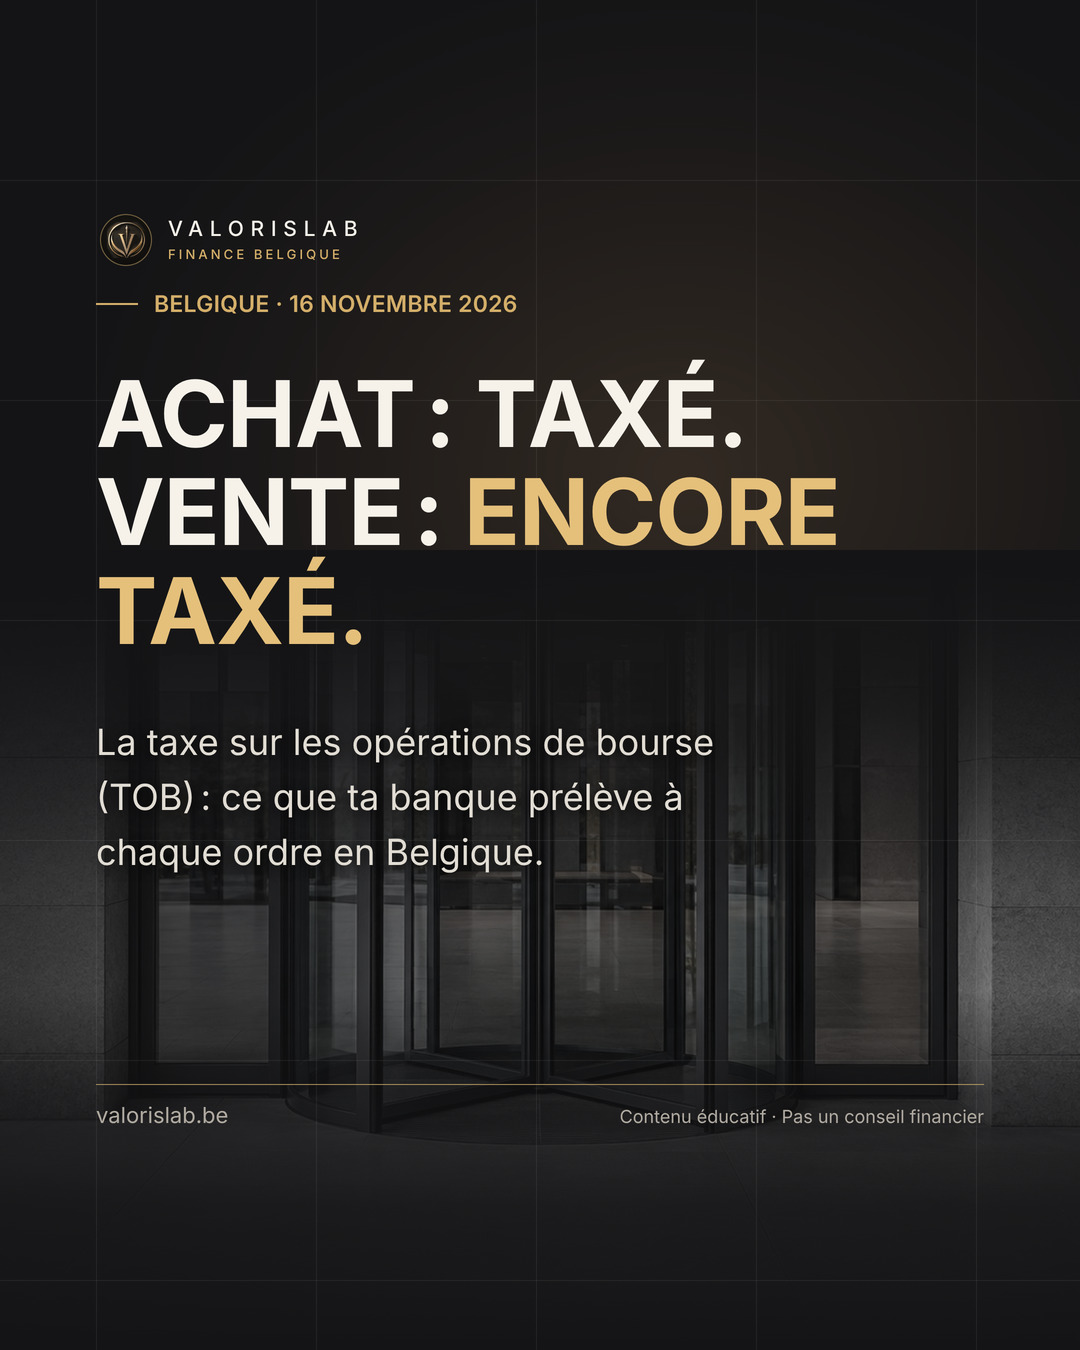 VALORISLAB
FINANCE BELGIQUE
BELGIQUE · 16 NOVEMBRE 2026
ACHAT : TAXÉ.
VENTE : ENCORE
TAXÉ.
La taxe sur les opérations de bourse
(TOB) : ce que ta banque prélève à
chaque ordre en Belgique.
valorislab.be
Contenu éducatif · Pas un conseil financier